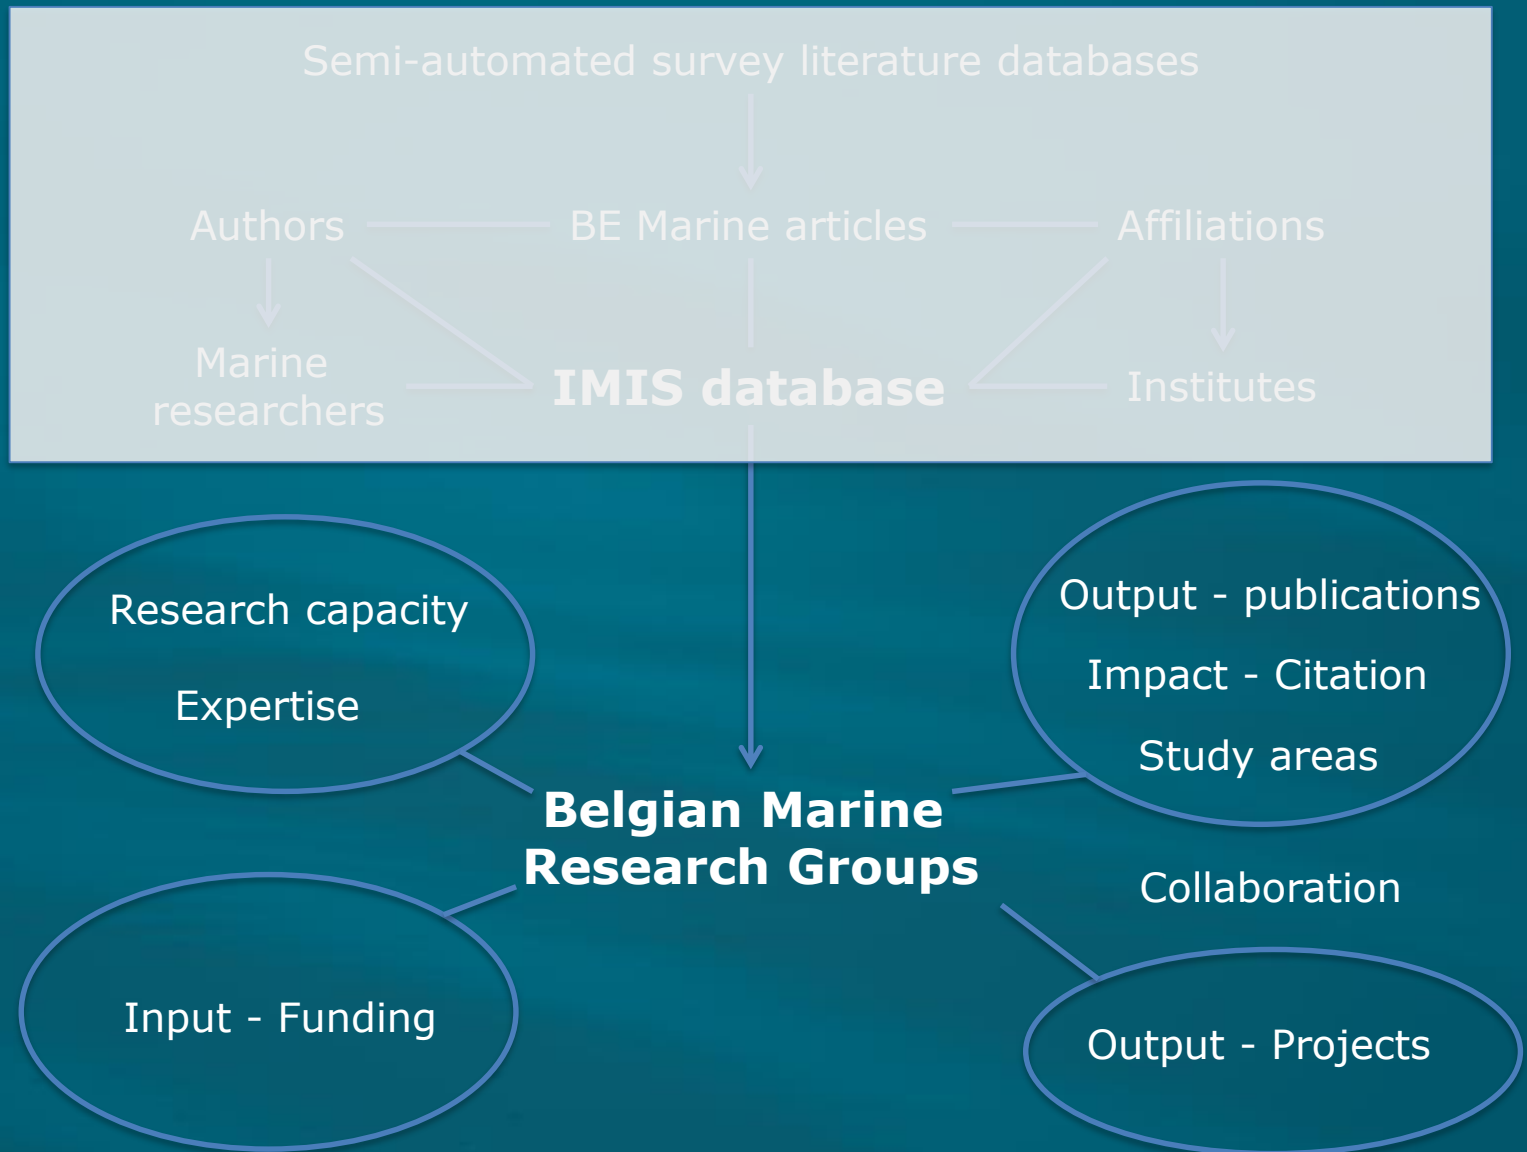 Semi-automated survey literature databases
Authors
BE Marine articles
Affiliations
Marine
researchers
IMIS database
Institutes
Research capacity
Expertise
Output - publications
Impact - Citation
Study areas
Belgian Marine
Research Groups
Collaboration
Input - Funding
Output - Projects